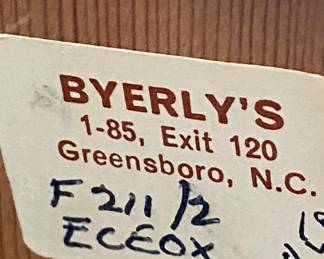 BYERLY'S
1-85, Exit 120
Greensboro, N.C.
F 211/2
ECEOX